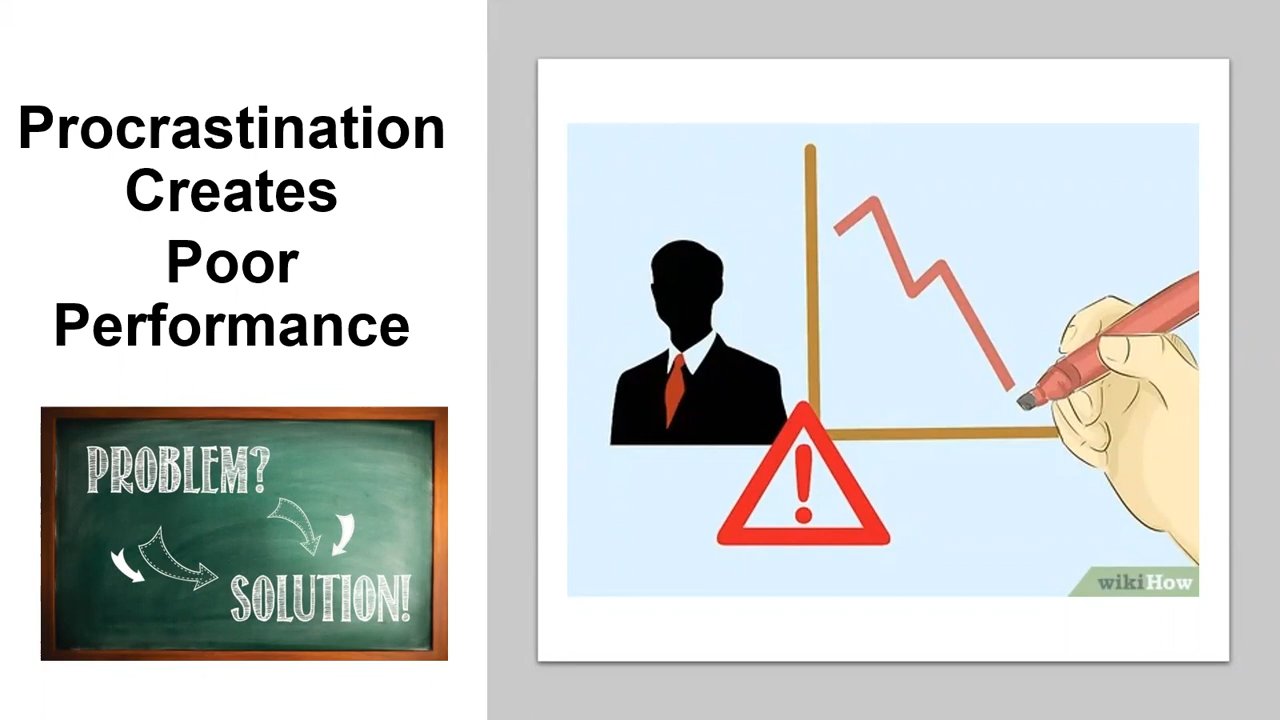 Procrastination
Creates
Poor
Performance
PROBLEM?
SOLUTION!
!
wikiHow